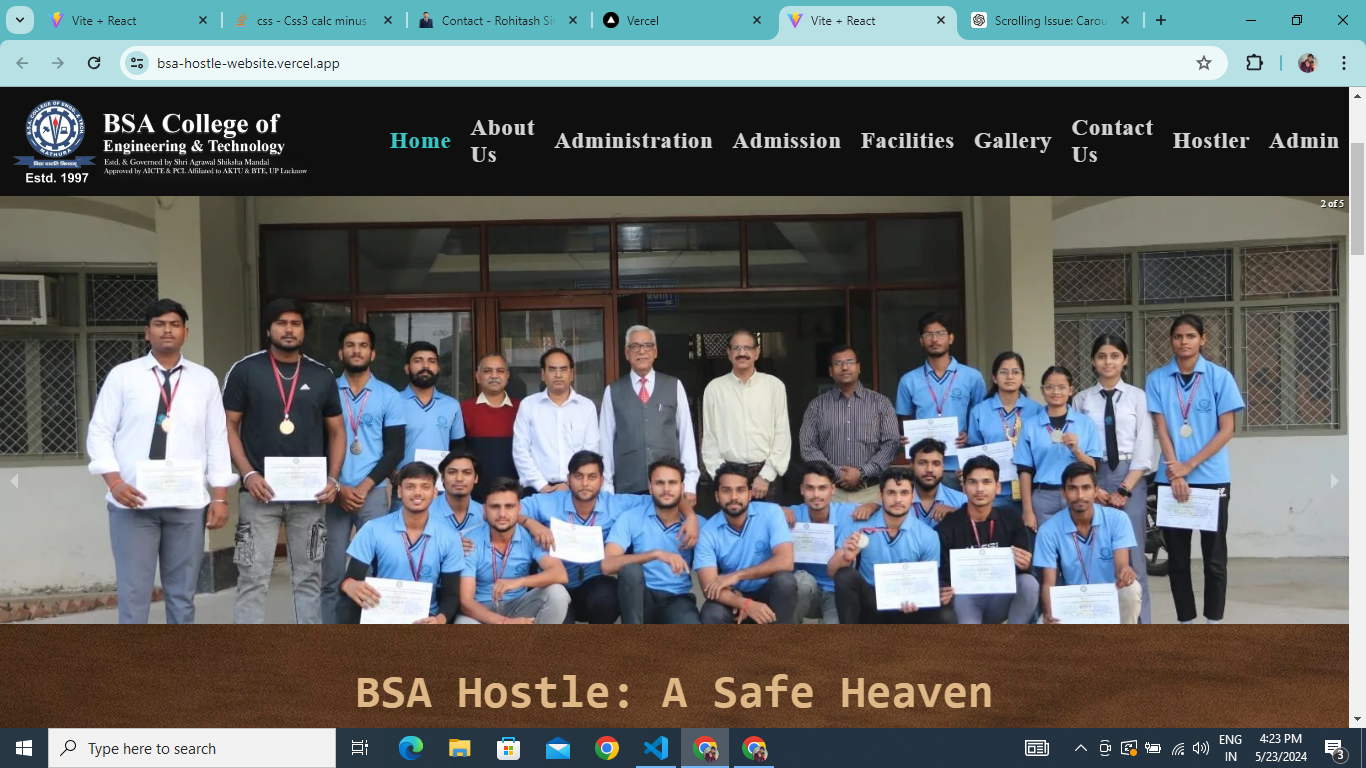 Vite + React
css - Css3 calc minus
Contact - Rohitash Sin
Vercel
Vite + React
Scrolling Issue: Carou
bsa-hostle-website.vercel.app
BSA College of
Engineering & Technology
Estd. & Governed by Shri Agrawal Shiksha Mandal
Approved by AICTE & PCI. Affiliated to AKTU & BTE, UP Lucknow
MATHURA
Estd. 1997
Home
About
Us
Administration
Admission
Facilities
Gallery
Contact
Us
Hostler
Admin
2 of 5
BSA Hostle: A Safe Heaven
Type here to search
ENG
IN
4:23 PM
5/23/2024
3